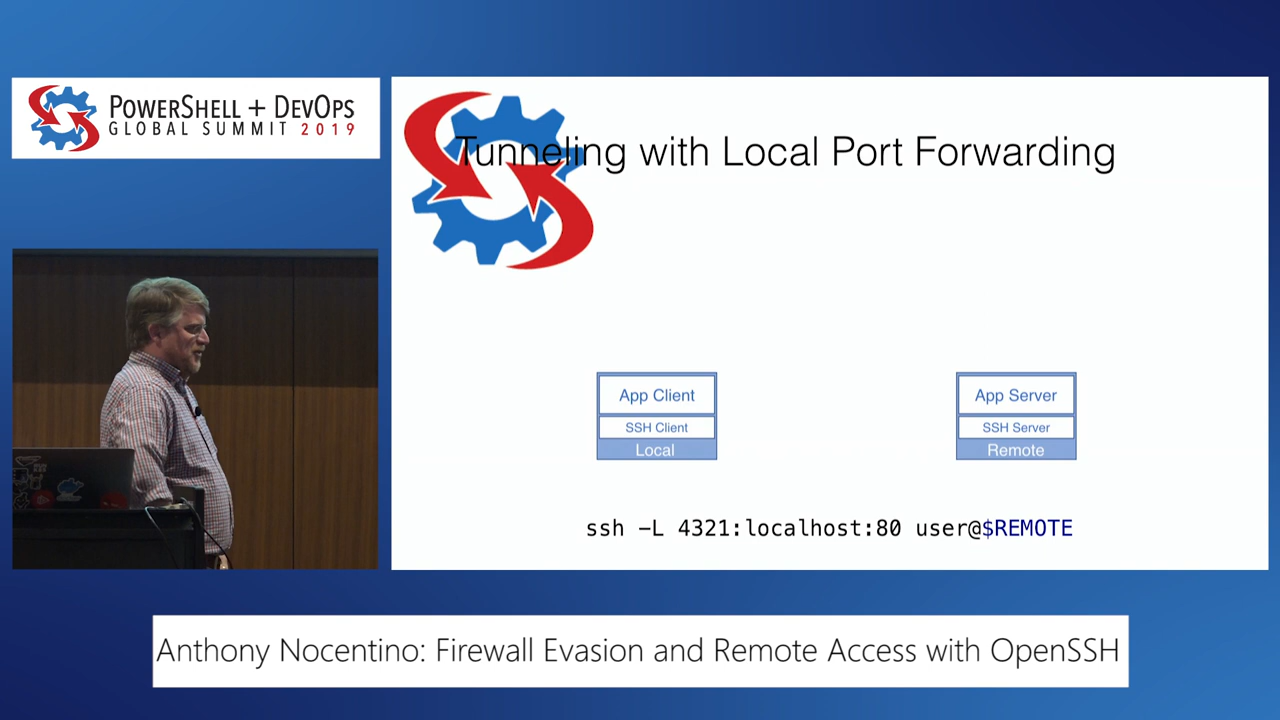 POWERSHELL + DEVOPS
GLOBAL SUMMIT 2019
Tunneling with Local Port Forwarding
App Client
SSH Client
Local
App Server
SSH Server
Remote
ssh -L 4321:localhost:80 user@$REMOTE
Anthony Nocentino: Firewall Evasion and Remote Access with OpenSSH